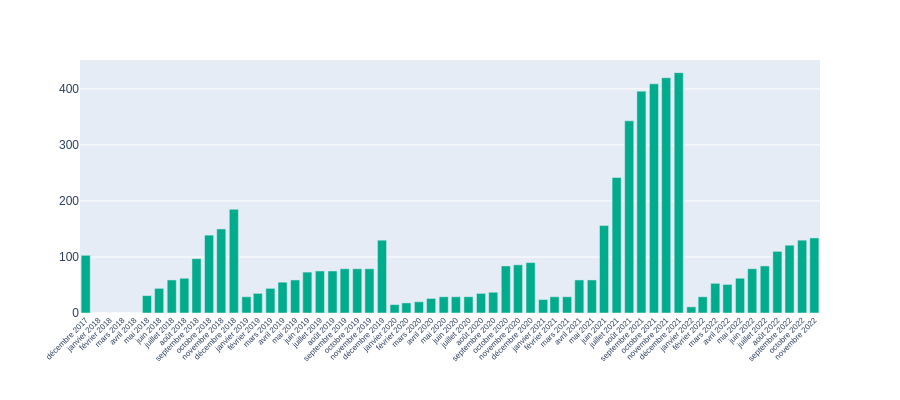 400
300
200
100
0
décembre 2017
janvier 2018
février 2018
mars 2018
avril 2018
mai 2018
juin 2018
juillet 2018
août 2018
septembre 2018
octobre 2018
novembre 2018
décembre 2018
janvier 2019
février 2019
mars 2019
avril 2019
mai 2019
juin 2019
juillet 2019
août 2019
septembre 2019
octobre 2019
novembre 2019
décembre 2019
janvier 2020
février 2020
mars 2020
avril 2020
mai 2020
juin 2020
juillet 2020
août 2020
septembre 2020
octobre 2020
novembre 2020
décembre 2020
janvier 2021
février 2021
mars 2021
avril 2021
mai 2021
juin 2021
juillet 2021
août 2021
septembre 2021
octobre 2021
novembre 2021
décembre 2021
janvier 2022
février 2022
mars 2022
avril 2022
mai 2022
juin 2022
juillet 2022
août 2022
septembre 2022
octobre 2022
novembre 2022